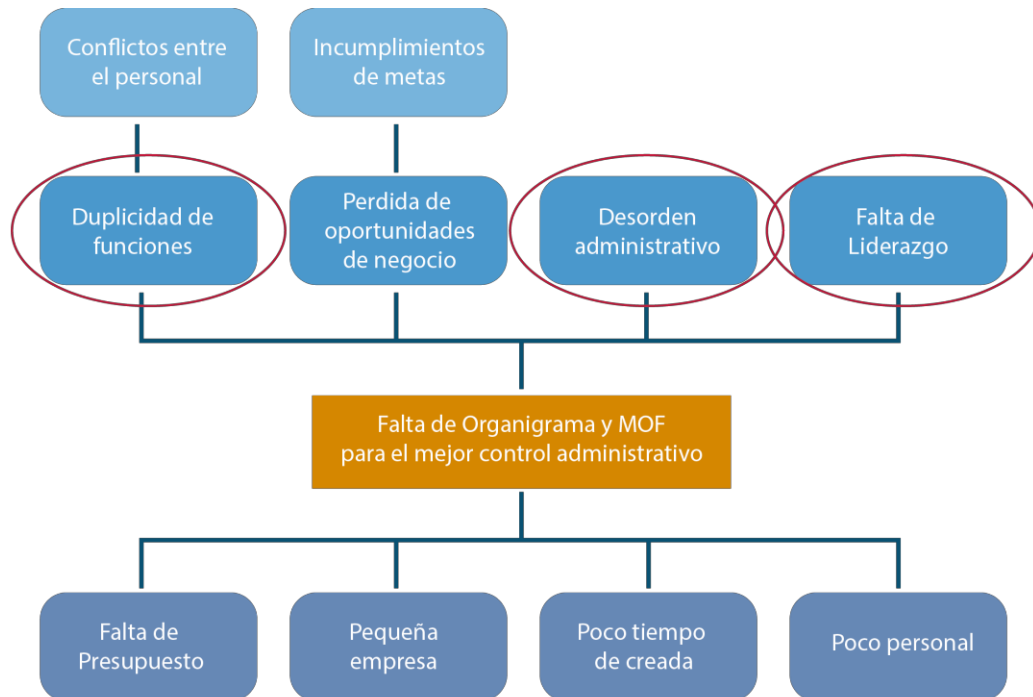 Conflictos entre
el personal
Incumplimientos
de metas
Duplicidad de
funciones
Perdida de
oportunidades
de negocio
Desorden
administrativo
Falta de
Liderazgo
Falta de Organigrama y MOF
para el mejor control administrativo
Falta de
Presupuesto
Pequeña
empresa
Poco tiempo
de creada
Poco personal